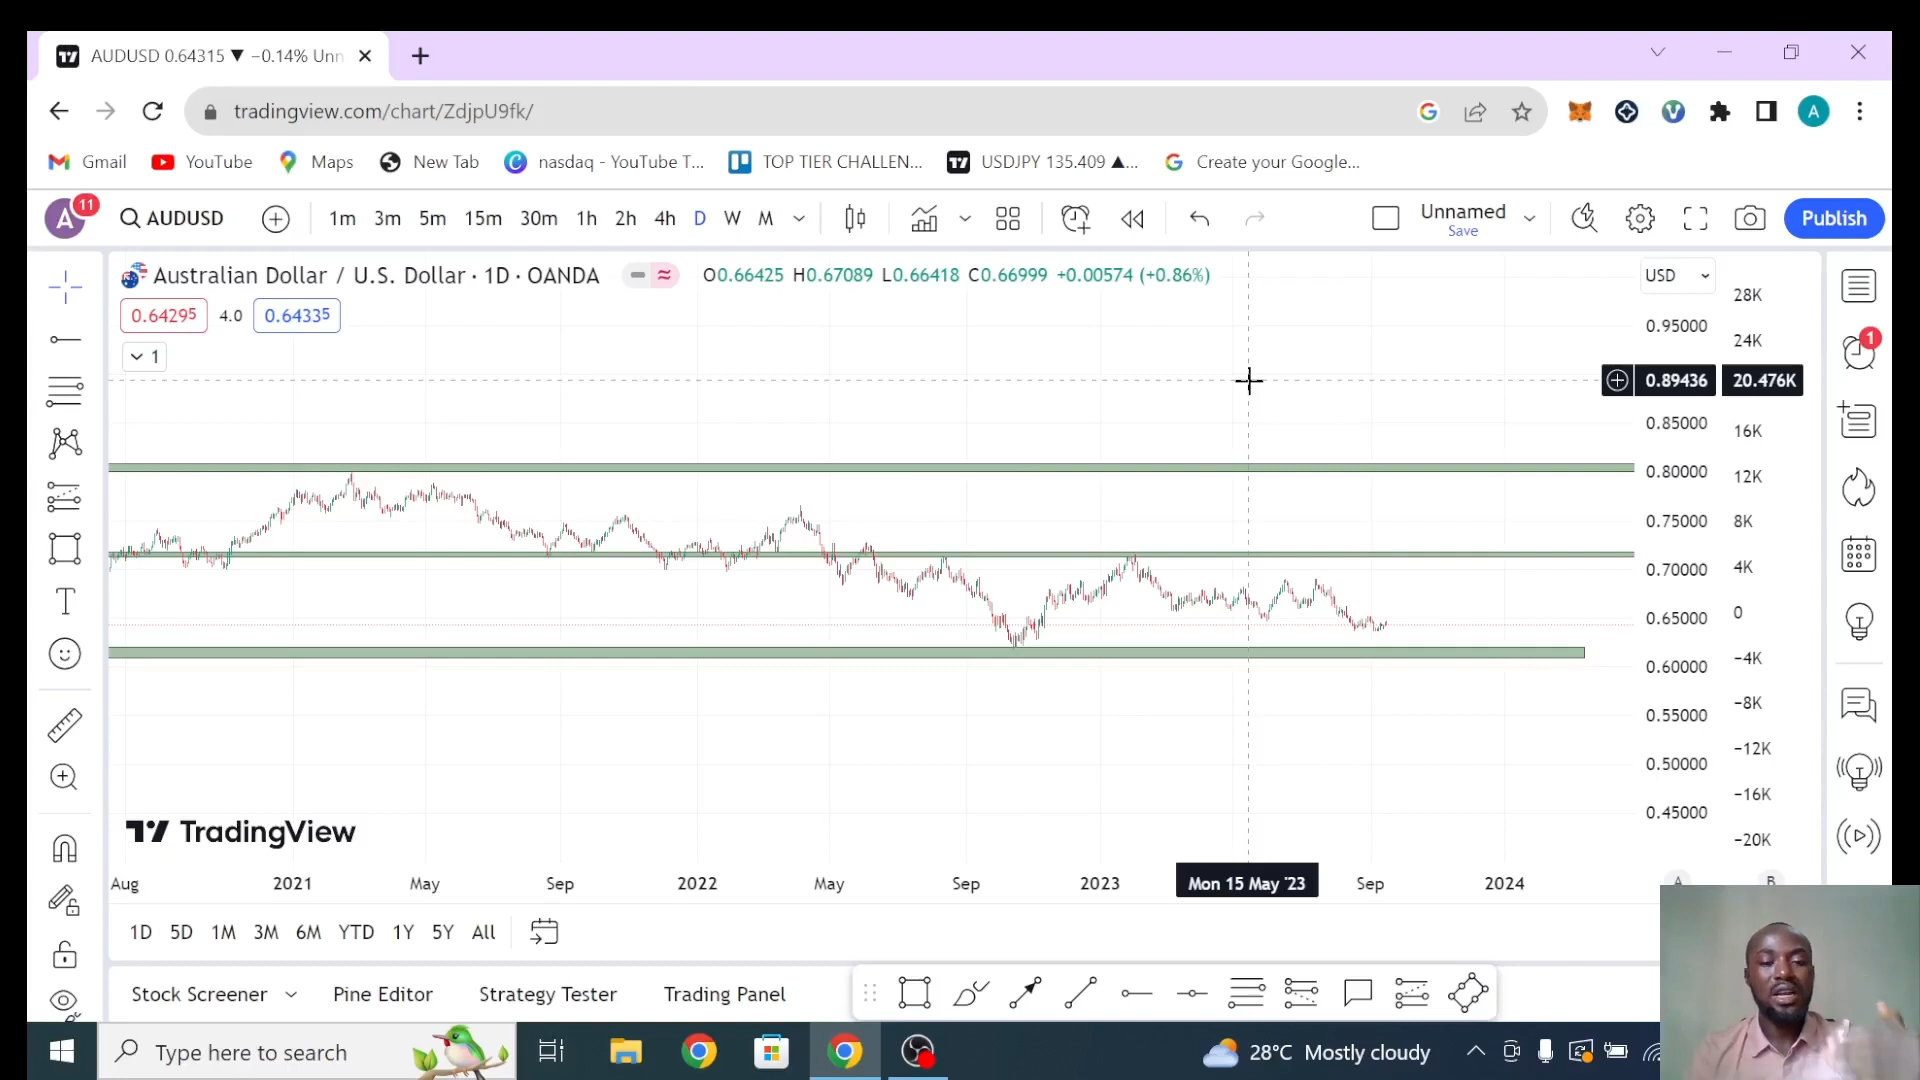 AUDUSD 0.64315 ▼ −0.14% Unn
tradingview.com/chart/ZdjpU9fk/
G
A
Gmail
YouTube
Maps
New Tab
nasdaq - YouTube T...
TOP TIER CHALLEN...
USDJPY 135.409 ▲...
Create your Google...
A
11
AUDUSD
1m 3m 5m 15m 30m 1h 2h 4h D W M
Unnamed
Save
Publish
Australian Dollar / U.S. Dollar · 1D · OANDA
O0.66425 H0.67089 L0.66418 C0.66999 +0.00574 (+0.86%)
USD
0.64295 4.0 0.64335
1
0.95000
0.89436
0.85000
0.80000
0.75000
0.70000
0.65000
0.60000
0.55000
0.50000
0.45000
28K
24K
20.476K
16K
12K
8K
4K
0
−4K
−8K
−12K
−16K
−20K
1
T
TradingView
Aug 2021 May Sep 2022 May Sep 2023 Mon 15 May '23 Sep 2024
A B
1D 5D 1M 3M 6M YTD 1Y 5Y All
Stock Screener Pine Editor Strategy Tester Trading Panel
Type here to search
28°C Mostly cloudy